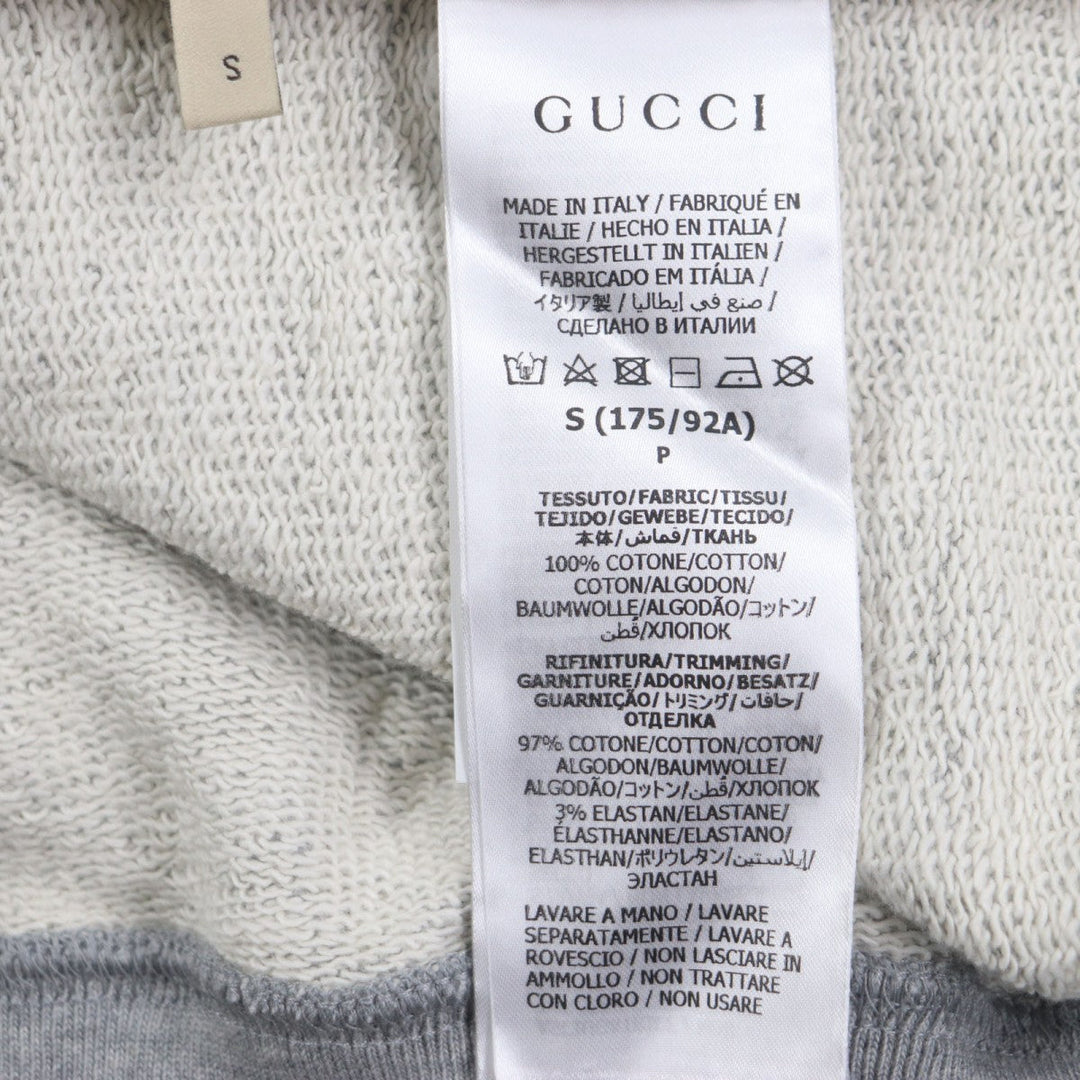 S
GUCCI
MADE IN ITALY / FABRIQUÉ EN
ITALIE / HECHO EN ITALIA /
HERGESTELLT IN ITALIEN /
FABRICADO EM ITÁLIA /
イタリア製 / صنع في إيطاليا /
СДЕЛАНО В ИТАЛИИ
S (175/92A)
P
TESSUTO/FABRIC/TISSU/
TEJIDO/GEWEBE/TECIDO/
本体/قماش/ТКАНЬ
100% COTONE/COTTON/
COTON/ALGODON/
BAUMWOLLE/ALGODÃO/コットン/
قُطن/ХЛОПОК
RIFINITURA/TRIMMING/
GARNITURE/ADORNO/BESATZ/
GUARNIÇÃO/トリミング/حافات/
ОТДЕЛКА
97% COTONE/COTTON/COTON/
ALGODON/BAUMWOLLE/
ALGODÃO/コットン/قُطن/ХЛОПОК
3% ELASTAN/ELASTANE/
ÉLASTHANNE/ELASTANO/
ELASTHAN/ポリウレタン/إيلاستين/
ЭЛАСТАН
LAVARE A MANO / LAVARE
SEPARATAMENTE / LAVARE A
ROVESCIO / NON LASCIARE IN
AMMOLLO / NON TRATTARE
CON CLORO / NON USARE